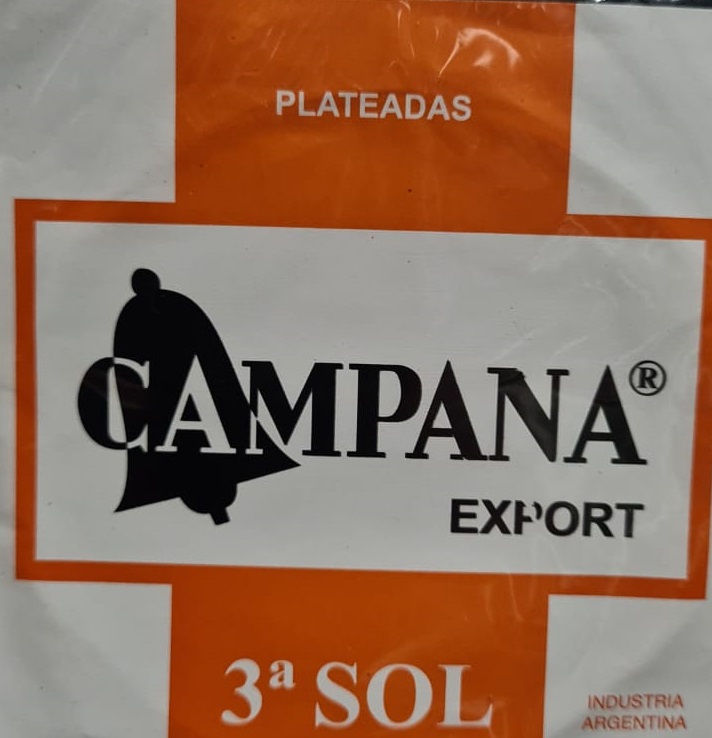 PLATEADAS
CAMPANA®
EXPORT
3ª SOL
INDUSTRIA
ARGENTINA